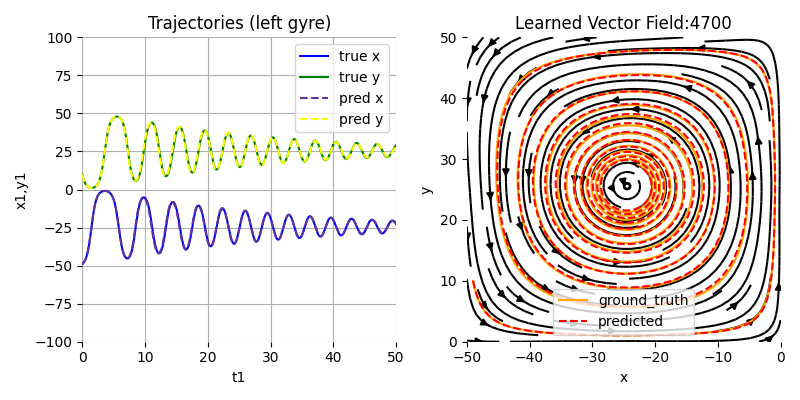 Trajectories (left gyre)
100
75
50
25
0
−25
−50
−75
−100
x1,y1
0 10 20 30 40 50
t1
true x
true y
pred x
pred y
Learned Vector Field:4700
50
40
30
20
10
0
y
−50 −40 −30 −20 −10 0
x
ground_truth
predicted